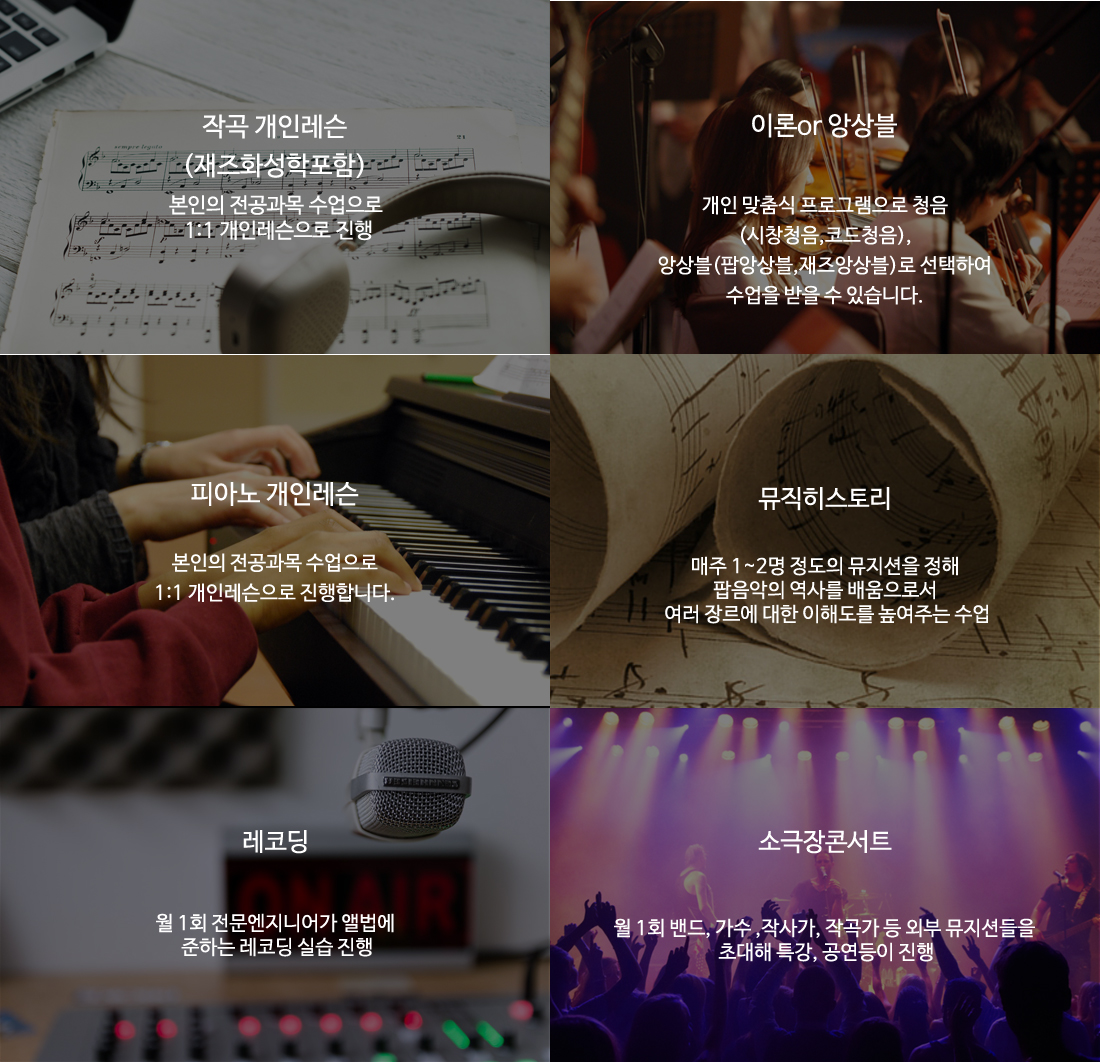 작곡 개인레슨
(재즈화성학포함)
본인의 전공과목 수업으로
1:1 개인레슨으로 진행
sempre legato
21
이론or 앙상블
개인 맞춤식 프로그램으로 청음
(시창청음,코드청음),
앙상블(팝앙상블,재즈앙상블)로 선택하여
수업을 받을 수 있습니다.
피아노 개인레슨
본인의 전공과목 수업으로
1:1 개인레슨으로 진행합니다.
뮤직히스토리
매주 1~2명 정도의 뮤지션을 정해
팝음악의 역사를 배움으로서
여러 장르에 대한 이해도를 높여주는 수업
레코딩
ON AIR
월 1회 전문엔지니어가 앨범에
준하는 레코딩 실습 진행
소극장콘서트
월 1회 밴드, 가수 ,작사가, 작곡가 등 외부 뮤지션들을
초대해 특강, 공연등이 진행